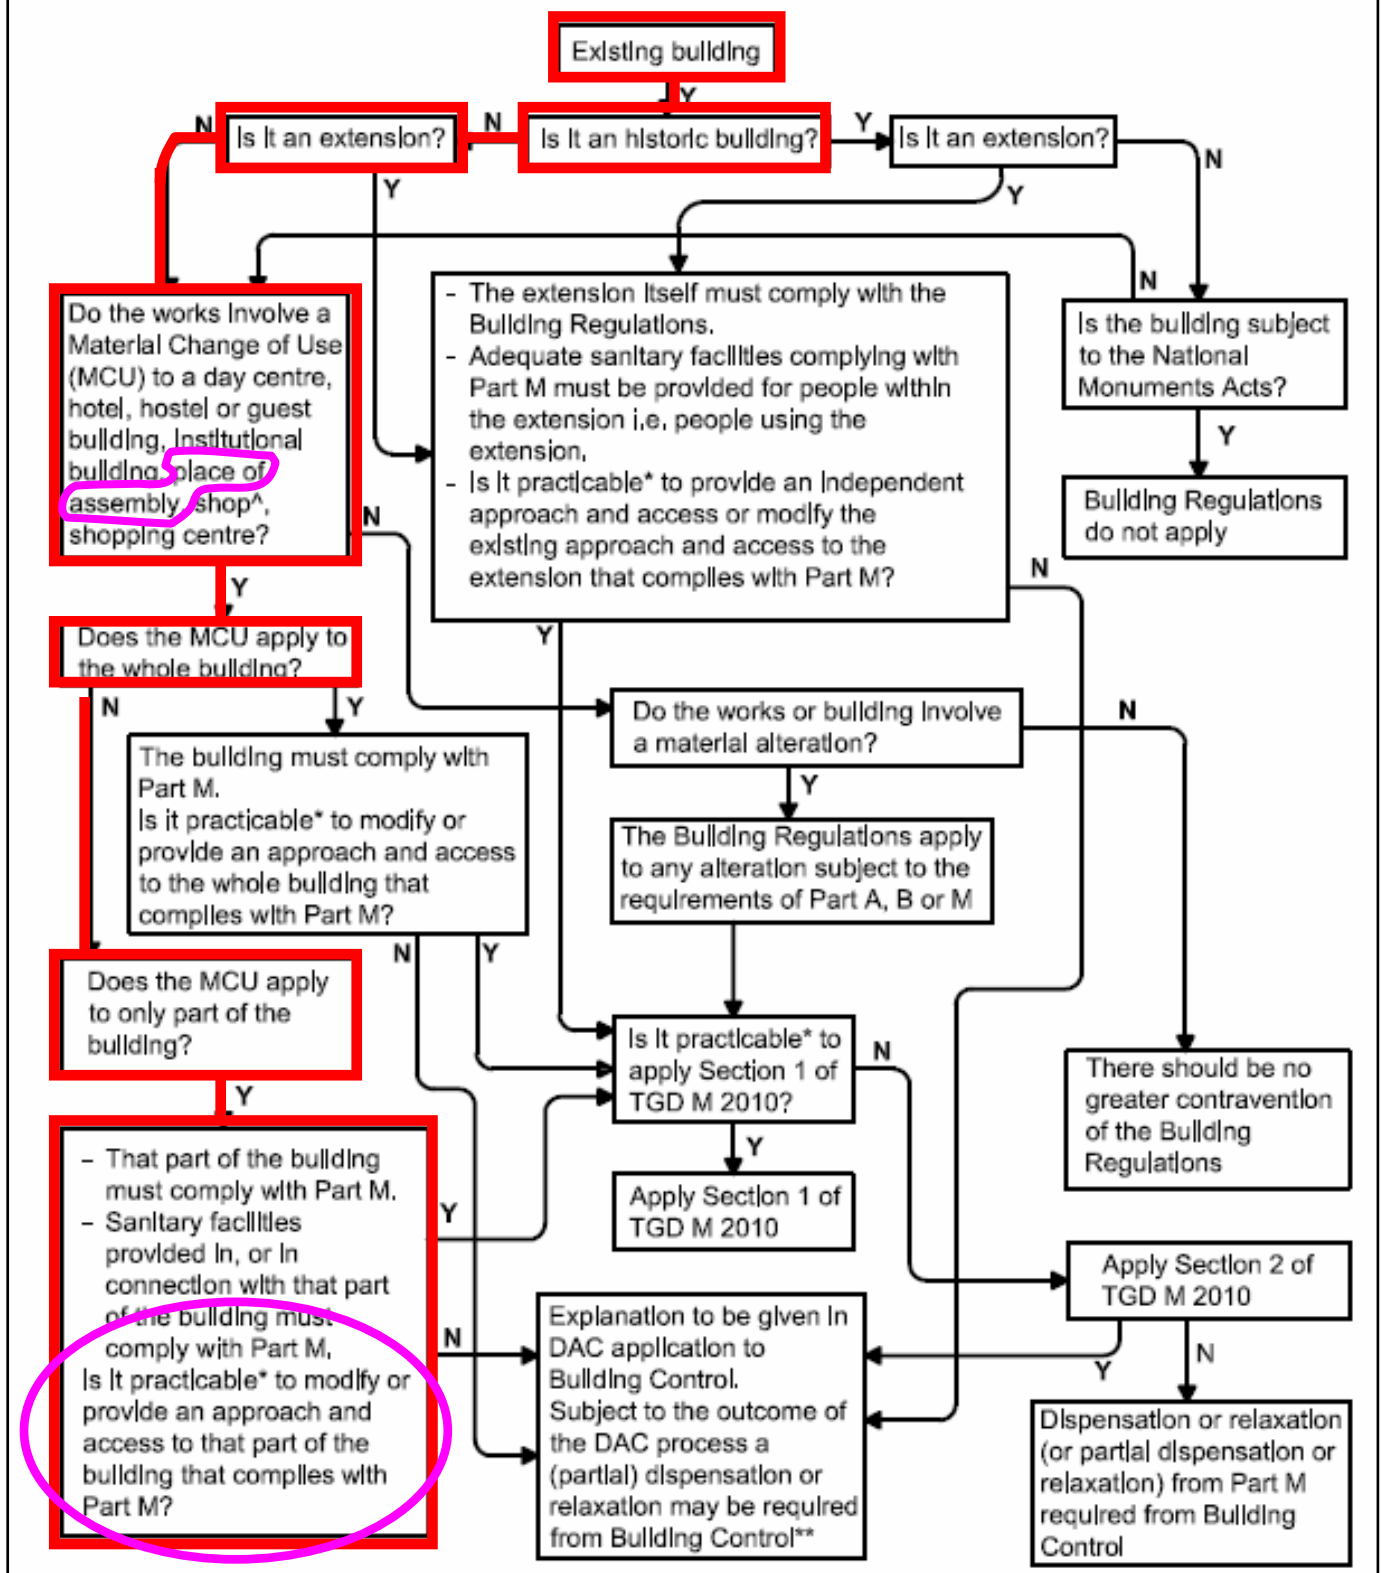 Existing building
Y
N
Is it an extension?
N
Is it an historic building?
Y
Is it an extension?
N
Y
Y
N
Do the works involve a
Material Change of Use
(MCU) to a day centre,
hotel, hostel or guest
building, institutional
building, place of
assembly, shop^,
shopping centre?
- The extension itself must comply with the
Building Regulations.
- Adequate sanitary facilities complying with
Part M must be provided for people within
the extension i.e. people using the
extension.
- Is it practicable* to provide an independent
approach and access or modify the
existing approach and access to the
extension that complies with Part M?
Is the building subject
to the National
Monuments Acts?
Y
Building Regulations
do not apply
N
N
Y
Y
Does the MCU apply to
the whole building?
N
Y
Do the works or building involve
a material alteration?
N
Y
The building must comply with
Part M.
Is it practicable* to modify or
provide an approach and access
to the whole building that
complies with Part M?
The Building Regulations apply
to any alteration subject to the
requirements of Part A, B or M
N
Y
Does the MCU apply
to only part of the
building?
Is it practicable* to
apply Section 1 of
TGD M 2010?
N
There should be no
greater contravention
of the Building
Regulations
Y
Y
- That part of the building
must comply with Part M.
- Sanitary facilities
provided in, or in
connection with that part
of the building must
comply with Part M.
Is it practicable* to modify or
provide an approach and
access to that part of the
building that complies with
Part M?
Y
N
Apply Section 1 of
TGD M 2010
Apply Section 2 of
TGD M 2010
Y
N
Explanation to be given in
DAC application to
Building Control.
Subject to the outcome of
the DAC process a
(partial) dispensation or
relaxation may be required
from Building Control**
Dispensation or relaxation
(or partial dispensation or
relaxation) from Part M
required from Building
Control